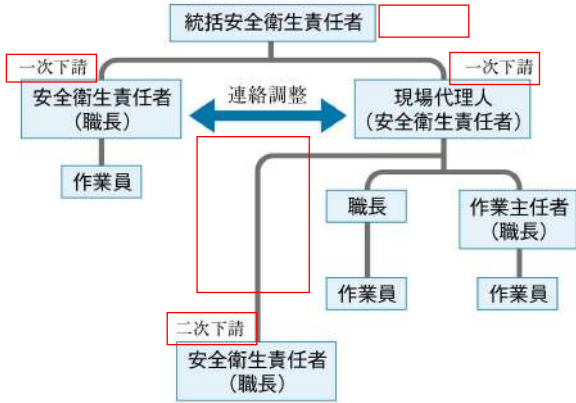 統括安全衛生責任者
一次下請
一次下請
安全衛生責任者
(職長)
連絡調整
現場代理人
(安全衛生責任者)
作業員
職長
作業主任者
(職長)
作業員
作業員
二次下請
安全衛生責任者
(職長)